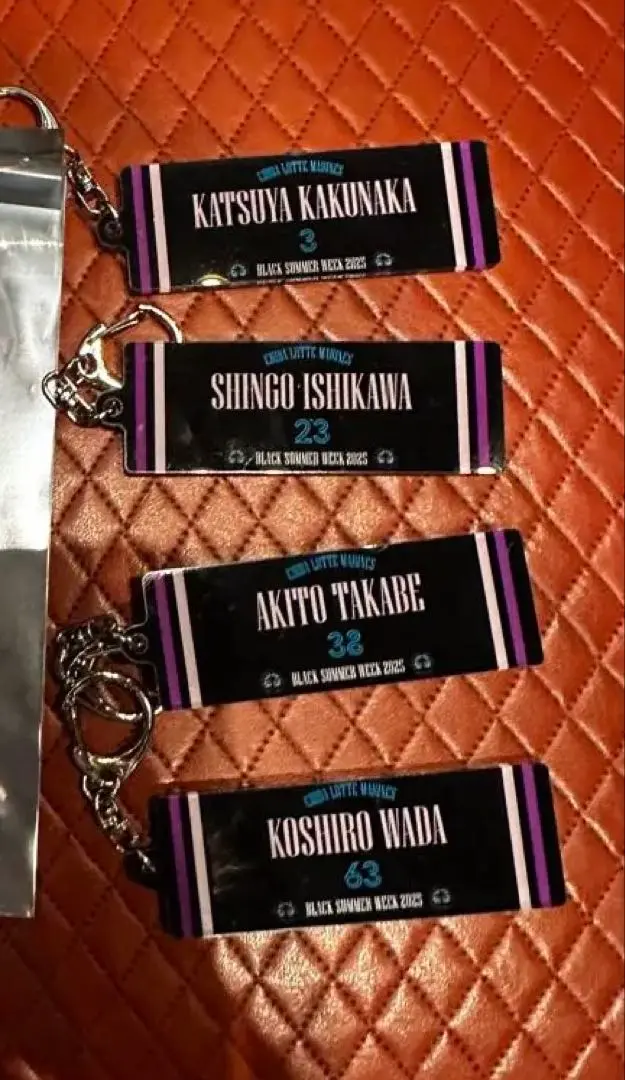 CHIBA LOTTE MARINES
KATSUYA KAKUNAKA
3
BLACK SUMMER WEEK 2025
CHIBA LOTTE MARINES
SHINGO ISHIKAWA
23
BLACK SUMMER WEEK 2025
CHIBA LOTTE MARINES
AKITO TAKABE
38
BLACK SUMMER WEEK 2025
CHIBA LOTTE MARINES
KOSHIRO WADA
63
BLACK SUMMER WEEK 2025